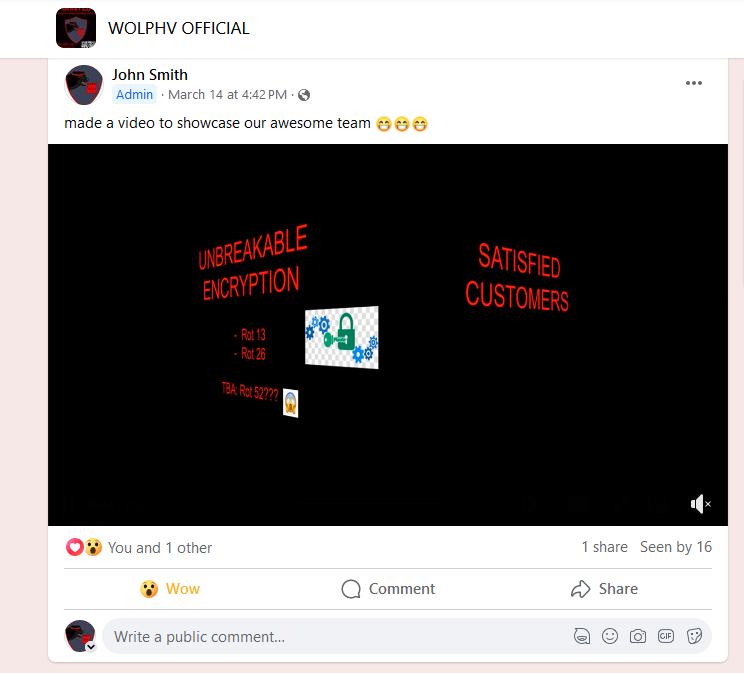 WOLPHV OFFICIAL
John Smith
Admin · March 14 at 4:42 PM ·
made a video to showcase our awesome team 😁😁😁
UNBREAKABLE
ENCRYPTION
- Rot 13
- Rot 26
TBA: Rot 52???
SATISFIED
CUSTOMERS
You and 1 other
1 share Seen by 16
Wow
Comment
Share
Write a public comment...
GIF